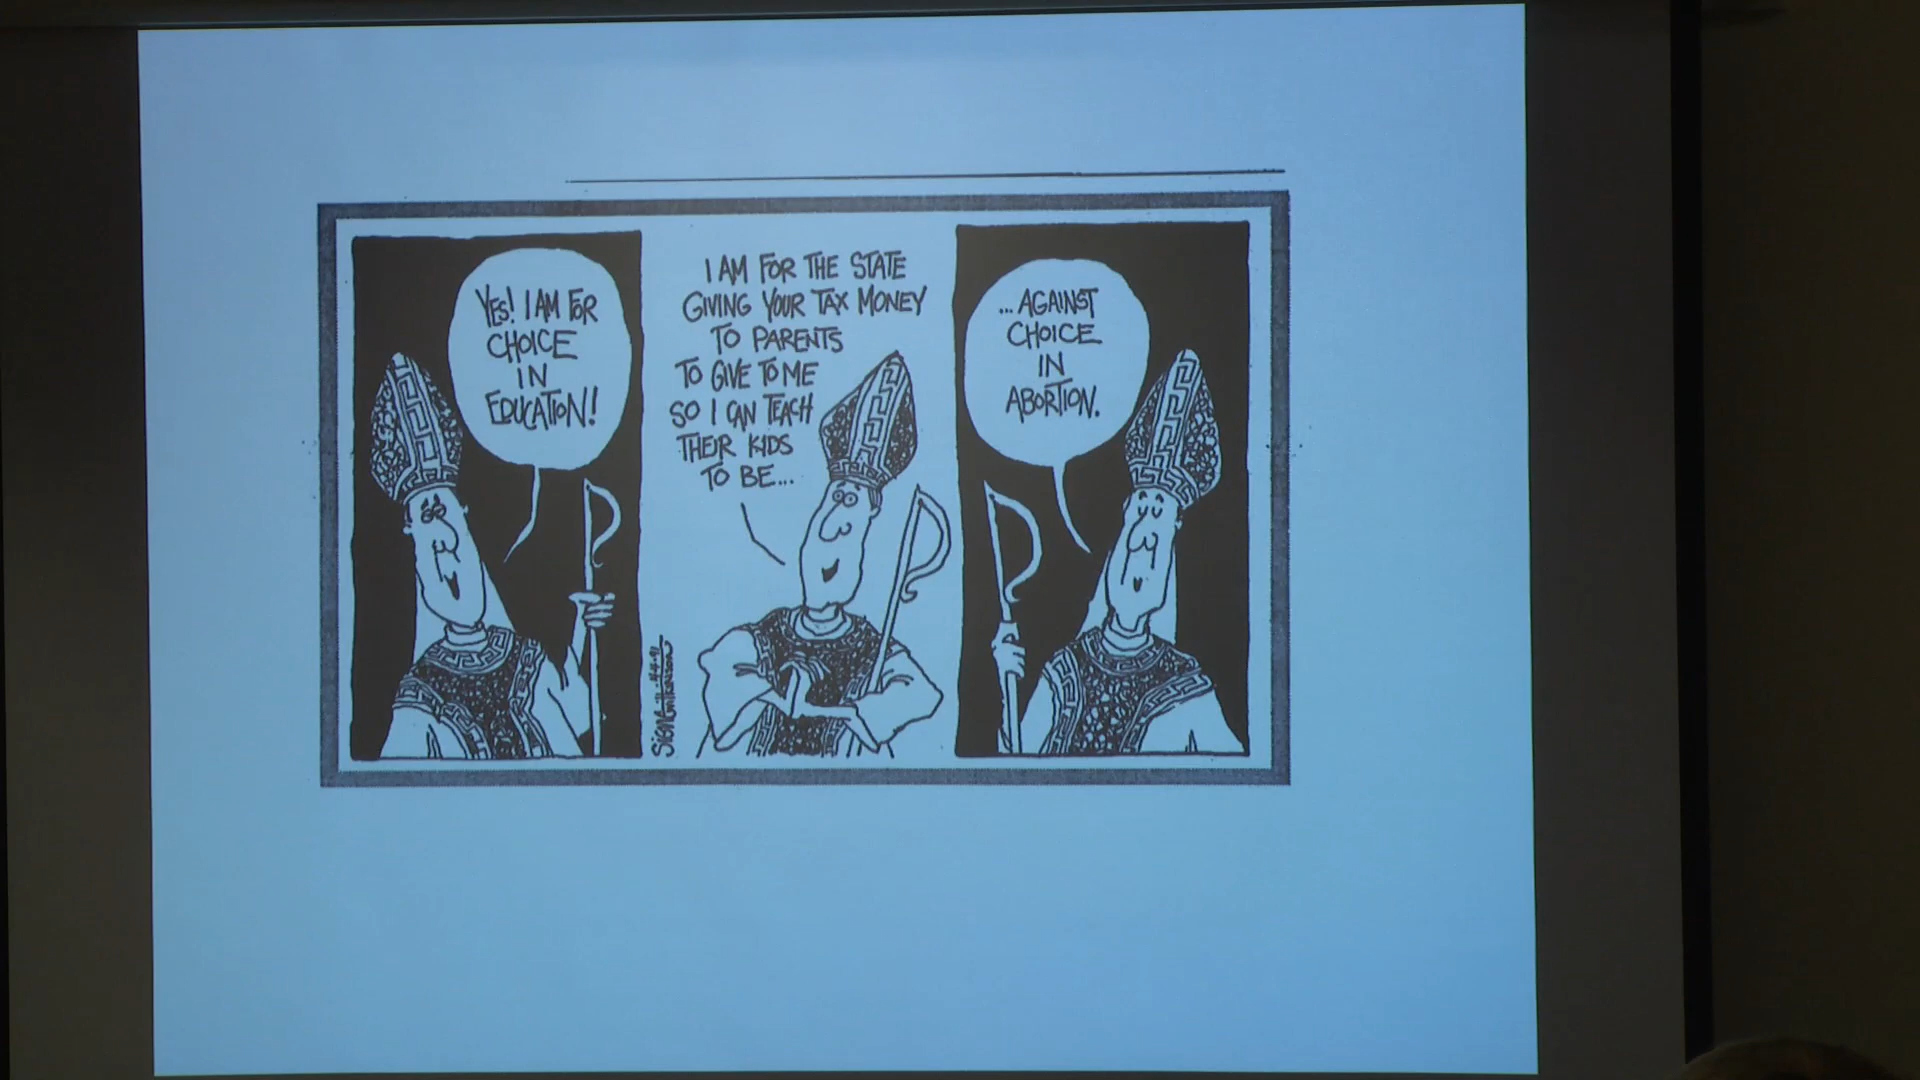 YES! I AM FOR
CHOICE
IN
EDUCATION!
I AM FOR THE STATE
GIVING YOUR TAX MONEY
TO PARENTS
TO GIVE TO ME
SO I CAN TEACH
THEIR KIDS
TO BE...
...AGAINST
CHOICE
IN
ABORTION.